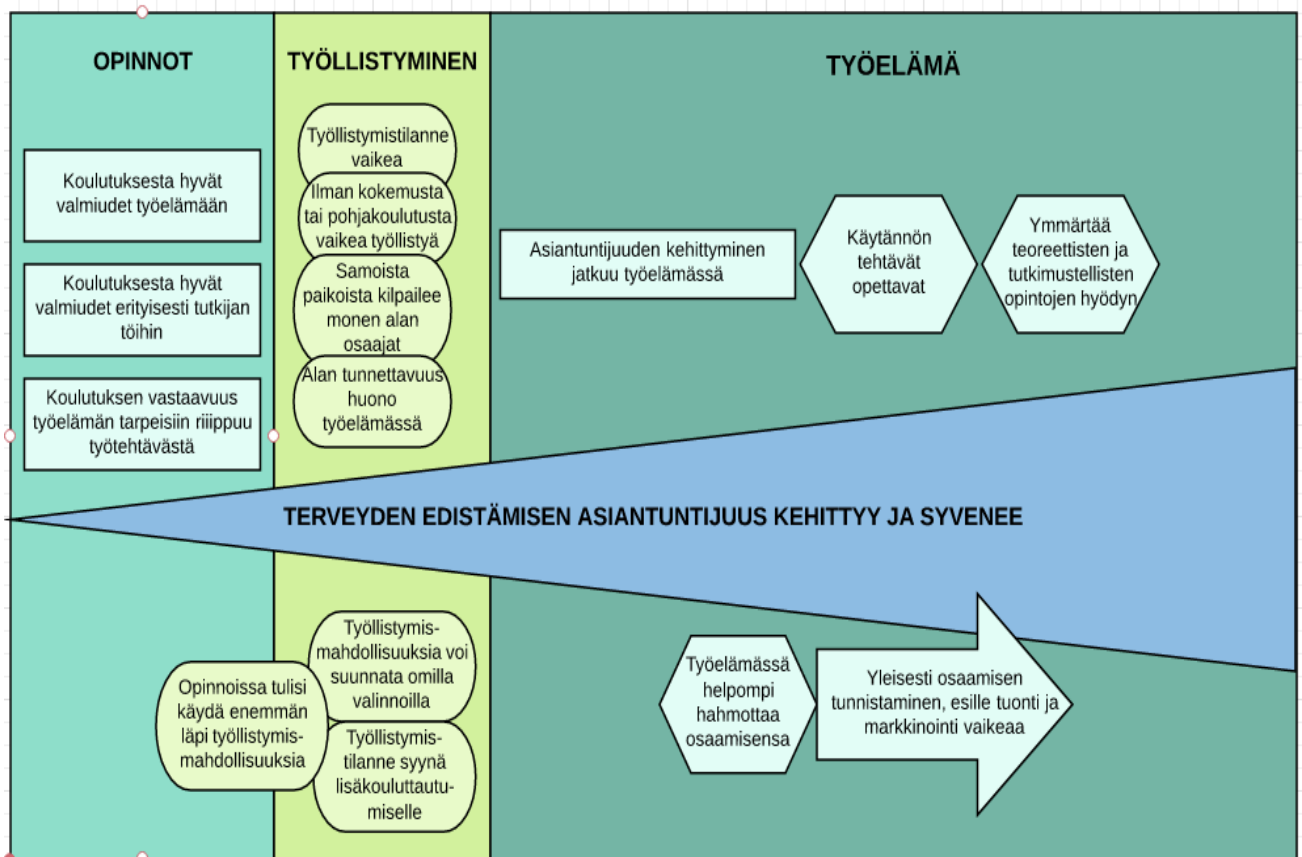 OPINNOT
Koulutuksesta hyvät
valmiudet työelämään
Koulutuksesta hyvät
valmiudet erityisesti tutkijan
töihin
Koulutuksen vastaavuus
työelämän tarpeisiin riiippuu
työtehtävästä
TYÖLLISTYMINEN
Työllistymistilanne
vaikea
Ilman kokemusta
tai pohjakoulutusta
vaikea työllistyä
Samoista
paikoista kilpailee
monen alan
osaajat
Alan tunnettavuus
huono
työelämässä
TYÖELÄMÄ
Asiantuntijuuden kehittyminen
jatkuu työelämässä
Käytännön
tehtävät
opettavat
Ymmärtää
teoreettisten ja
tutkimustellisten
opintojen hyödyn
TERVEYDEN EDISTÄMISEN ASIANTUNTIJUUS KEHITTYY JA SYVENEE
Opinnoissa tulisi
käydä enemmän
läpi työllistymis-
mahdollisuuksia
Työllistymis-
mahdollisuuksia voi
suunnata omilla
valinnoilla
Työllistymis-
tilanne syynä
lisäkouluttautu-
miselle
Työelämässä
helpompi
hahmottaa
osaamisensa
Yleisesti osaamisen
tunnistaminen, esille tuonti ja
markkinointi vaikeaa